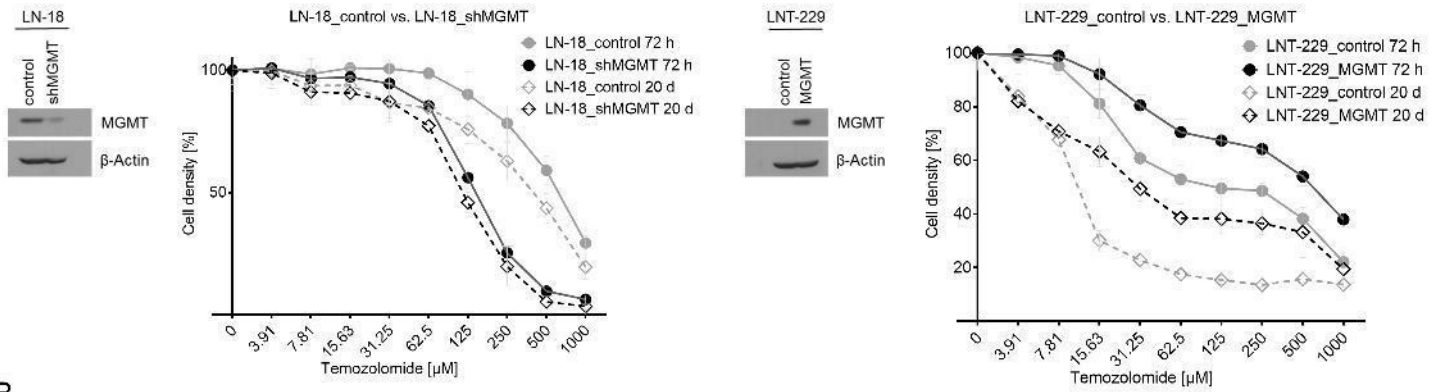 LN-18
control
shMGMT
MGMT
β-Actin
LN-18_control vs. LN-18_shMGMT
LN-18_control 72 h
LN-18_shMGMT 72 h
LN-18_control 20 d
LN-18_shMGMT 20 d
Cell density [%]
100
50
0
3.91
7.81
15.63
31.25
62.5
125
250
500
1000
Temozolomide [µM]
LNT-229
control
MGMT
MGMT
β-Actin
LNT-229_control vs. LNT-229_MGMT
LNT-229_control 72 h
LNT-229_MGMT 72 h
LNT-229_control 20 d
LNT-229_MGMT 20 d
Cell density [%]
100
80
60
40
20
0
3.91
7.81
15.63
31.25
62.5
125
250
500
1000
Temozolomide [µM]